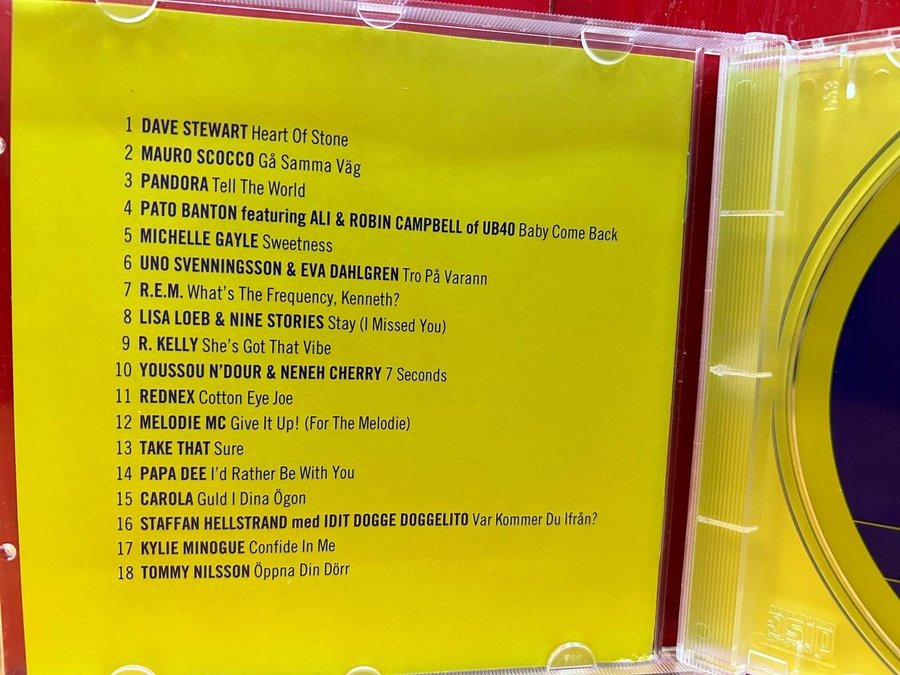 1 DAVE STEWART Heart Of Stone
2 MAURO SCOCCO Gå Samma Väg
3 PANDORA Tell The World
4 PATO BANTON featuring ALI & ROBIN CAMPBELL of UB40 Baby Come Back
5 MICHELLE GAYLE Sweetness
6 UNO SVENNINGSSON & EVA DAHLGREN Tro På Varann
7 R.E.M. What's The Frequency, Kenneth?
8 LISA LOEB & NINE STORIES Stay (I Missed You)
9 R. KELLY She's Got That Vibe
10 YOUSSOU N'DOUR & NENEH CHERRY 7 Seconds
11 REDNEX Cotton Eye Joe
12 MELODIE MC Give It Up! (For The Melodie)
13 TAKE THAT Sure
14 PAPA DEE I'd Rather Be With You
15 CAROLA Guld I Dina Ögon
16 STAFFAN HELLSTRAND med IDIT DOGGE DOGGELITO Var Kommer Du Ifrån?
17 KYLIE MINOGUE Confide In Me
18 TOMMY NILSSON Öppna Din Dörr